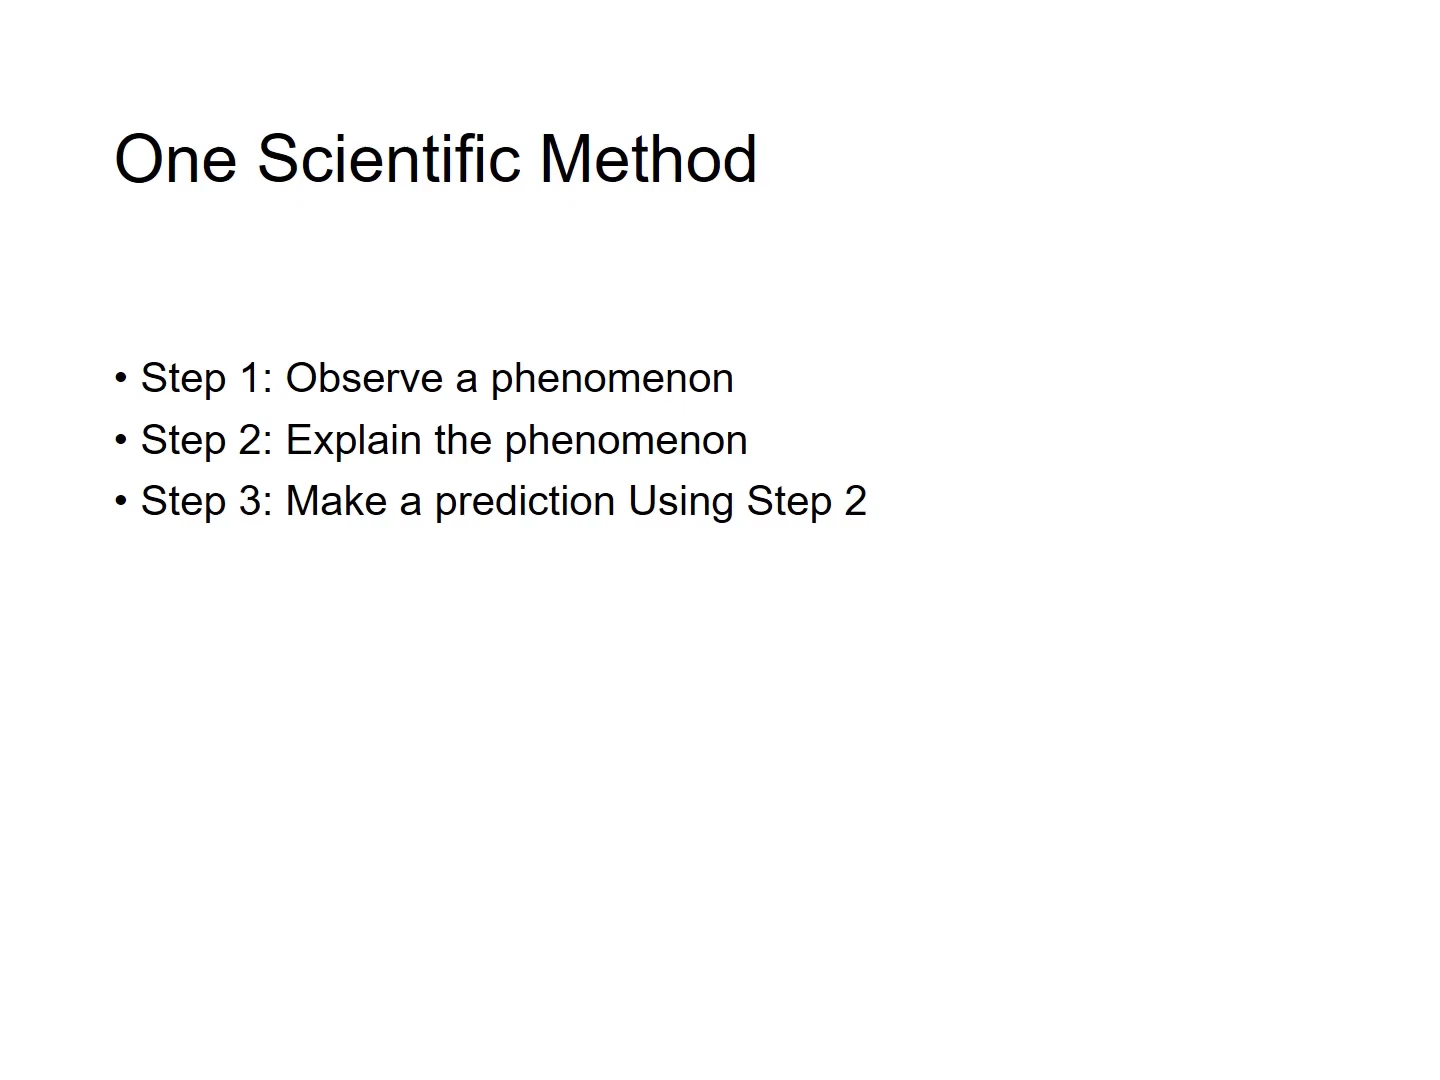 One Scientific Method
• Step 1: Observe a phenomenon
• Step 2: Explain the phenomenon
• Step 3: Make a prediction Using Step 2